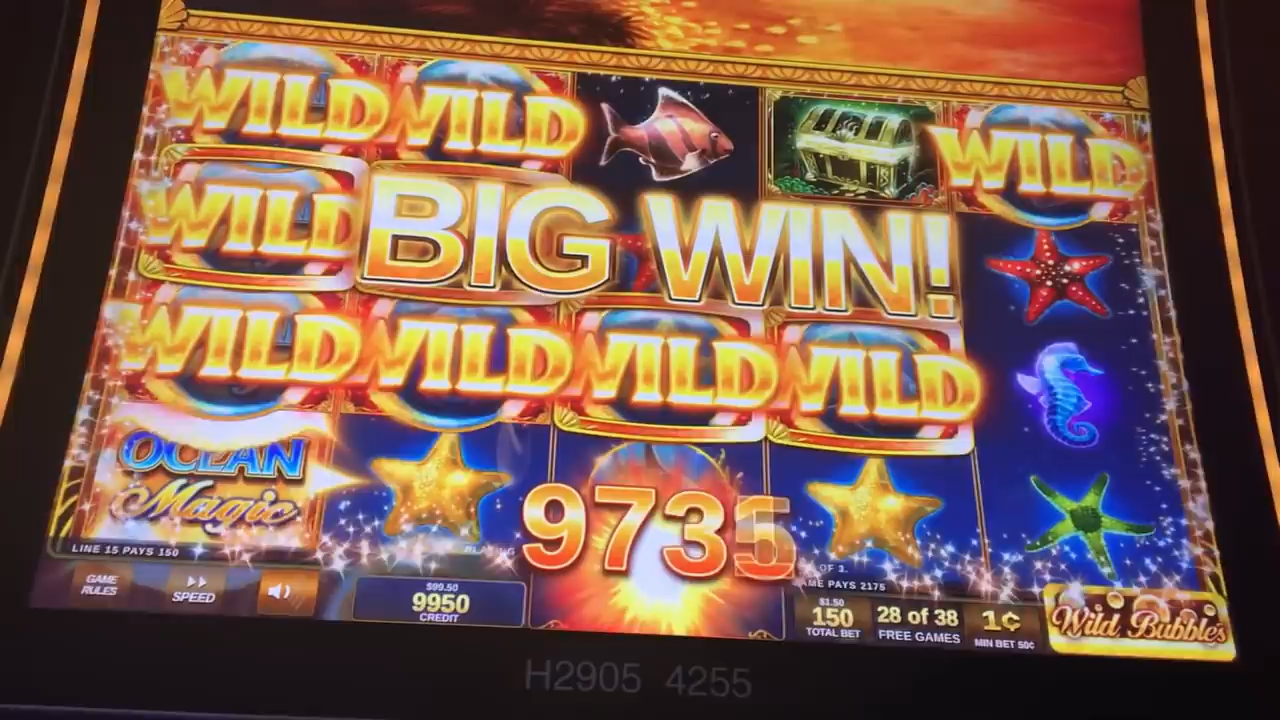 WILD WILD WILD
WILD
BIG WIN!
WILD WILD WILD WILD
OCEAN
Magic
9735
LINE 15 PAYS 150
OF 3.
GAME PAYS 2175
GAME
RULES
SPEED
$99.50
9950
CREDIT
$1.50
150
TOTAL BET
28 of 38
FREE GAMES
1¢
MIN BET 50¢
Wild Bubbles
H2905 4255